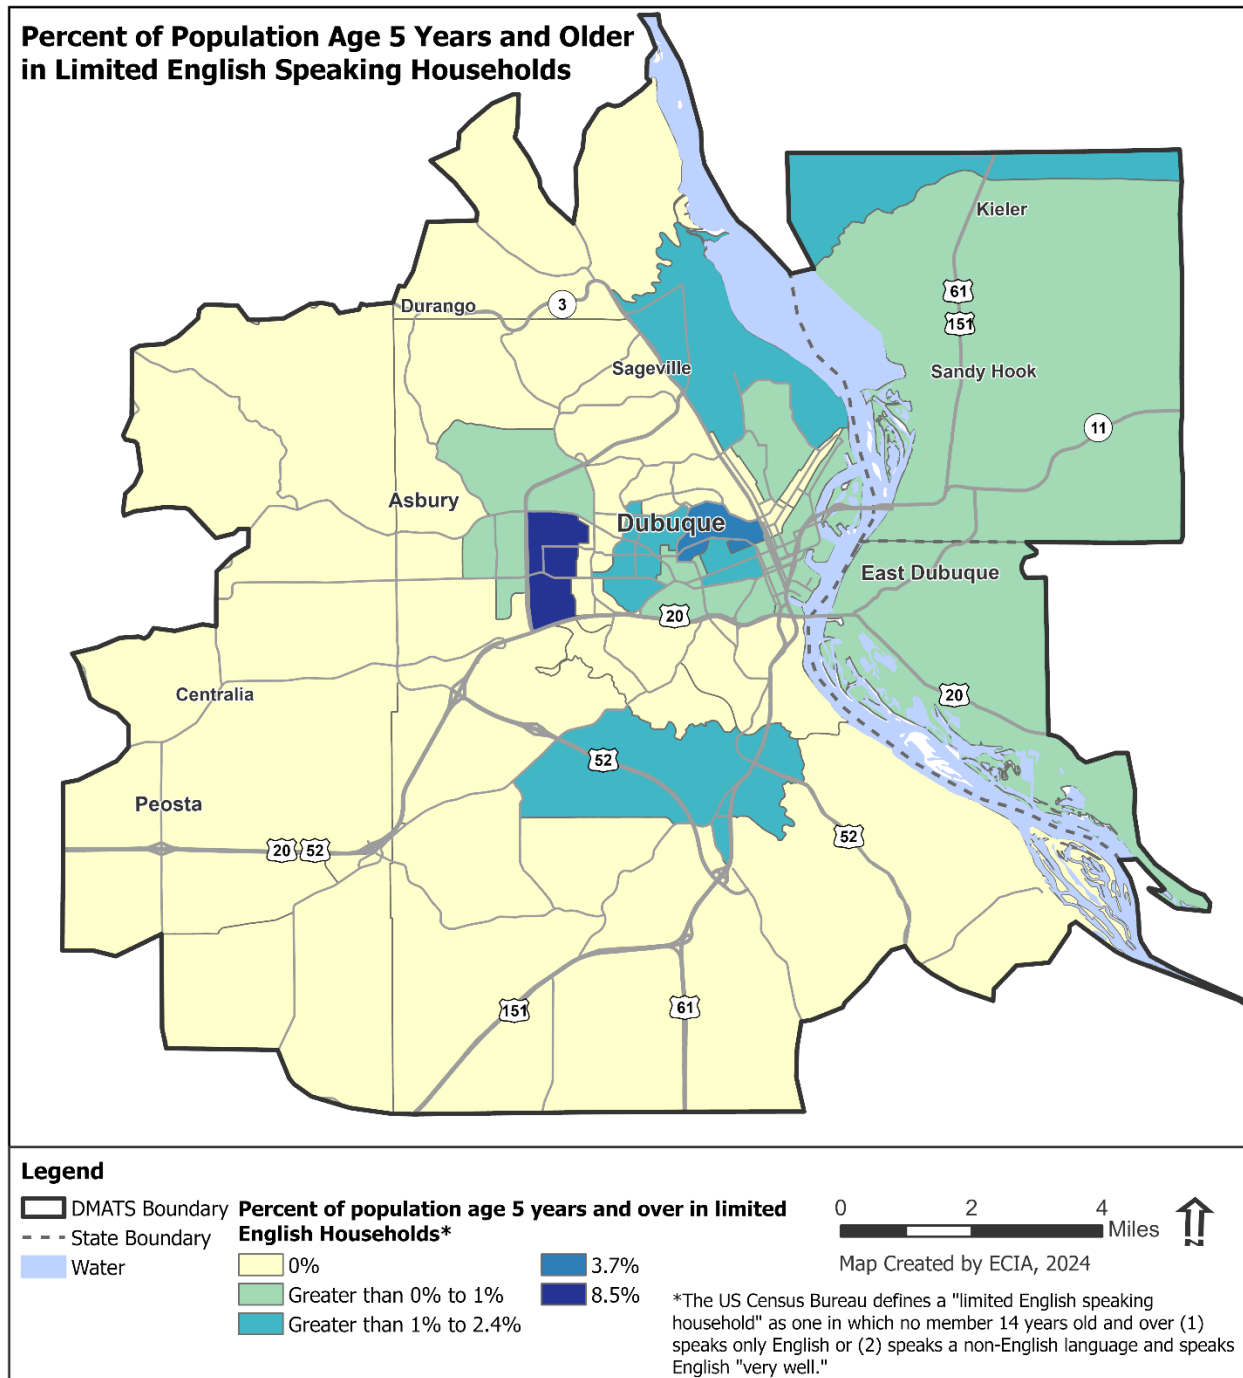 Percent of Population Age 5 Years and Older
in Limited English Speaking Households
Kieler
61
151
Durango
3
Sageville
Sandy Hook
11
Asbury
Dubuque
East Dubuque
20
Centralia
20
52
Peosta
20
52
52
151
61
Legend
DMATS Boundary
State Boundary
Water
Percent of population age 5 years and over in limited
English Households*
0%
Greater than 0% to 1%
Greater than 1% to 2.4%
3.7%
8.5%
0 2 4
Miles
N
Map Created by ECIA, 2024
*The US Census Bureau defines a "limited English speaking
household" as one in which no member 14 years old and over (1)
speaks only English or (2) speaks a non-English language and speaks
English "very well."